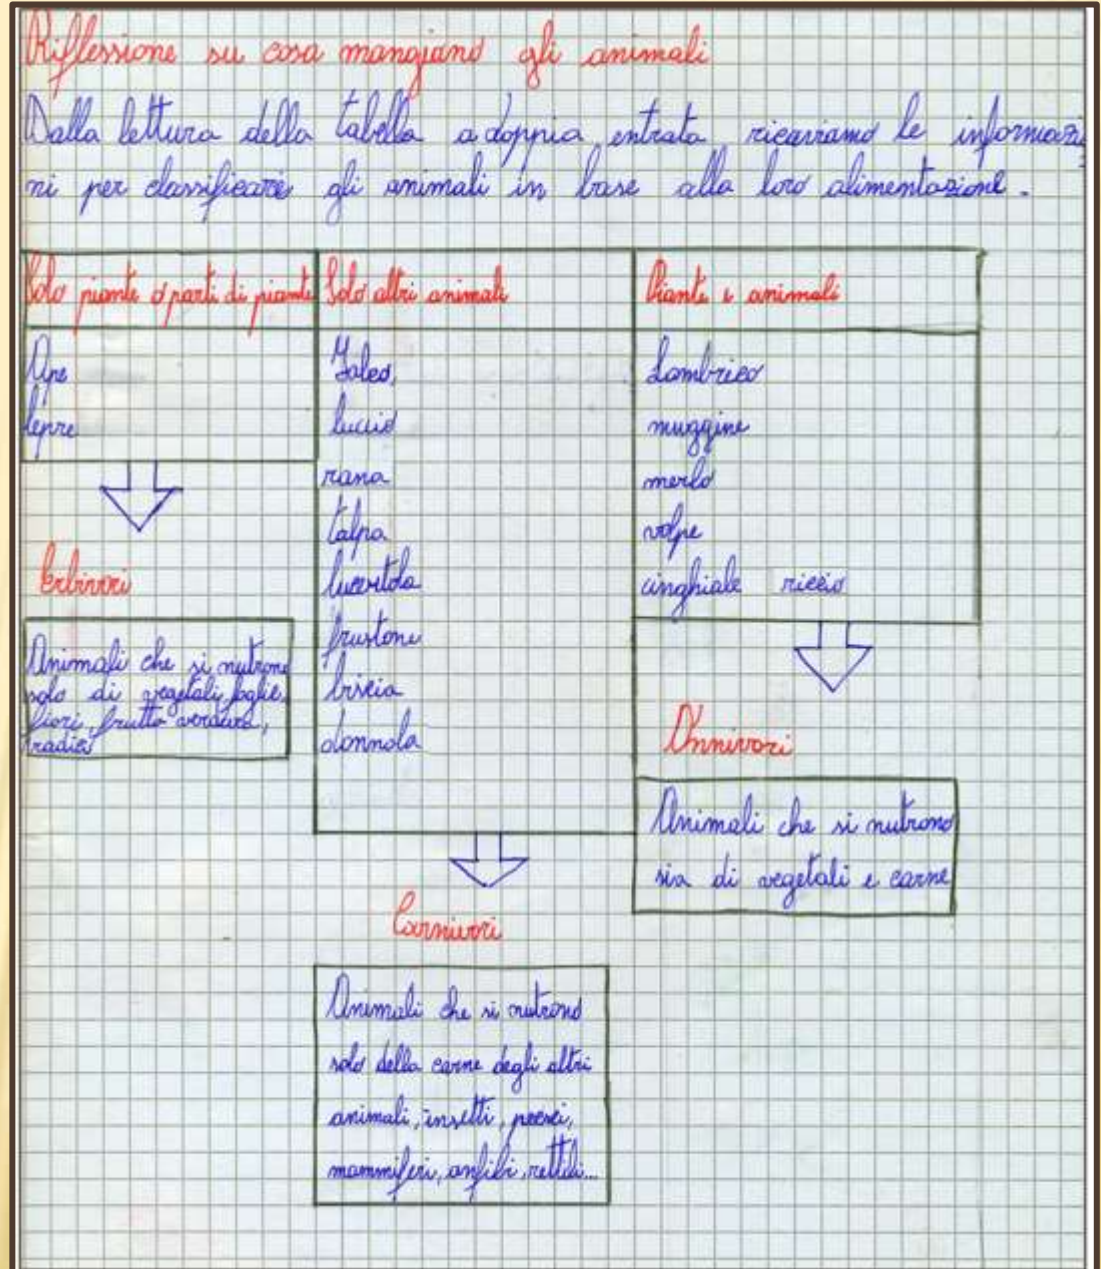 Riflessione su cosa mangiano gli animali
Dalla lettura della tabella a doppia entrata ricaviamo le informazio
ni per classificare gli animali in base alla loro alimentazione.
Solo piante o parti di piante
Ape
lepre
Erbivori
Animali che si nutrono
solo di vegetali, foglie,
fiori, frutta verdura,
radici
Solo altri animali
luccio
rana
talpa
lucertola
frustone
biscia
donnola
Carnivori
Animali che si nutrono
solo della carne degli altri
animali, insetti, pesci,
mammiferi, anfibi, rettili...
Piante e animali
Lombrico
muggine
merlo
volpe
cinghiale riccio
Onnivori
Animali che si nutrono
sia di vegetali e carne